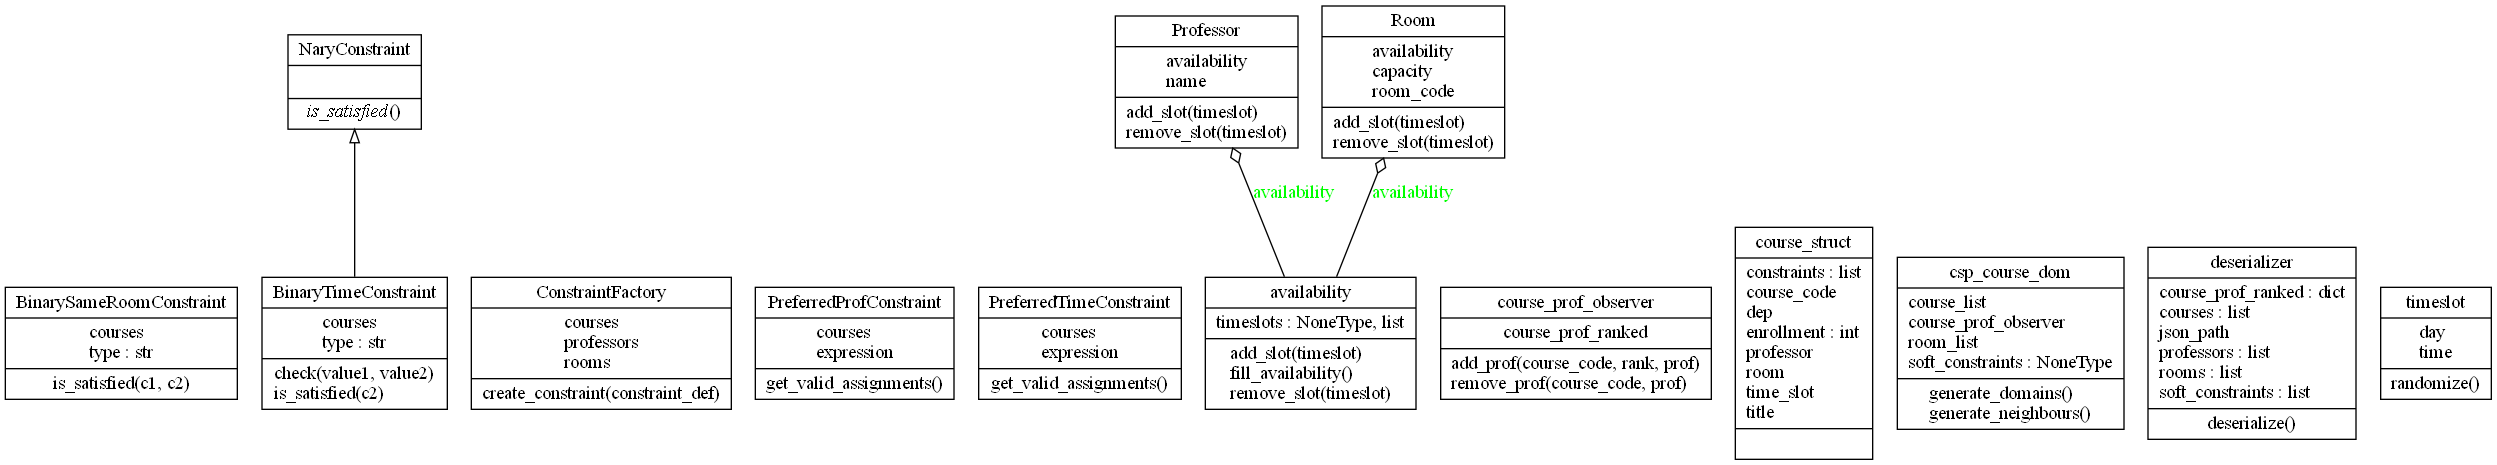 NaryConstraint
is_satisfied()
Professor
availability
name
add_slot(timeslot)
remove_slot(timeslot)
Room
availability
capacity
room_code
add_slot(timeslot)
remove_slot(timeslot)
availability
availability
BinarySameRoomConstraint
courses
type : str
is_satisfied(c1, c2)
BinaryTimeConstraint
courses
type : str
check(value1, value2)
is_satisfied(c2)
ConstraintFactory
courses
professors
rooms
create_constraint(constraint_def)
PreferredProfConstraint
courses
expression
get_valid_assignments()
PreferredTimeConstraint
courses
expression
get_valid_assignments()
availability
timeslots : NoneType, list
add_slot(timeslot)
fill_availability()
remove_slot(timeslot)
course_prof_observer
course_prof_ranked
add_prof(course_code, rank, prof)
remove_prof(course_code, prof)
course_struct
constraints : list
course_code
dep
enrollment : int
professor
room
time_slot
title
csp_course_dom
course_list
course_prof_observer
room_list
soft_constraints : NoneType
generate_domains()
generate_neighbours()
deserializer
course_prof_ranked : dict
courses : list
json_path
professors : list
rooms : list
soft_constraints : list
deserialize()
timeslot
day
time
randomize()